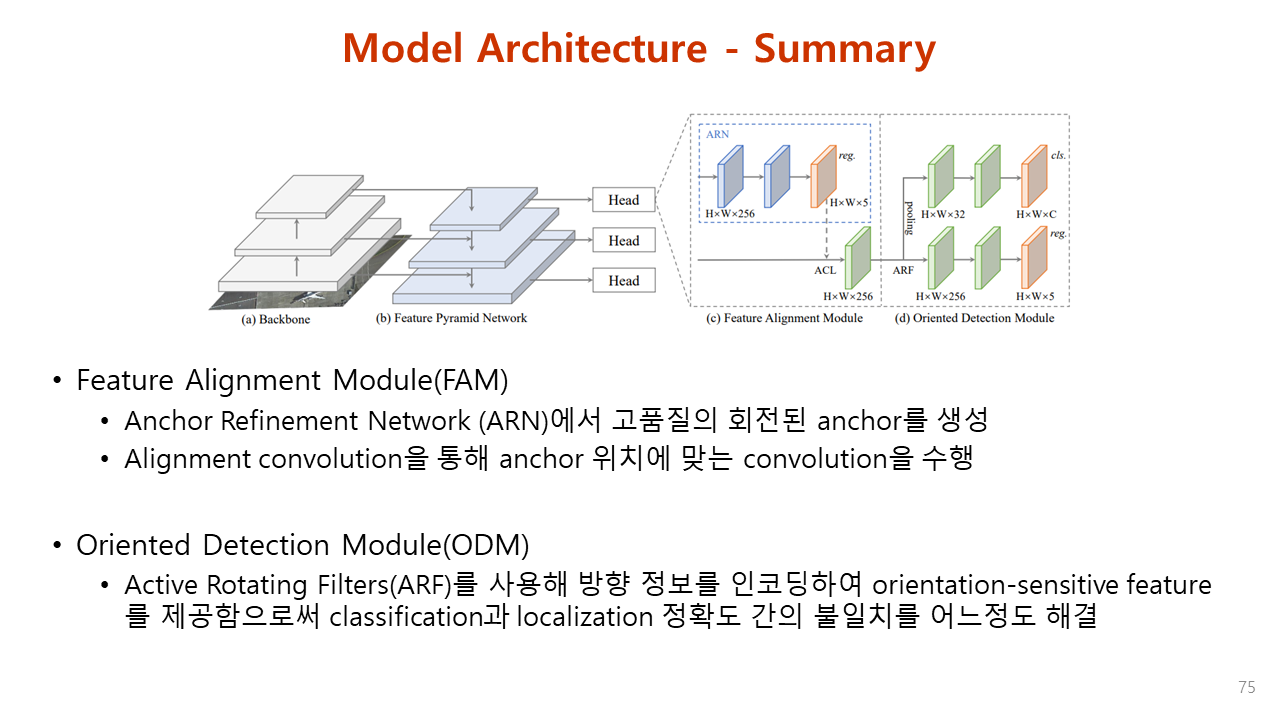 Model Architecture - Summary
ARN
reg.
H×W×256
H×W×5
ACL
H×W×256
pooling
ARF
cls.
H×W×32
H×W×C
reg.
H×W×256
H×W×5
Head
Head
Head
(a) Backbone
(b) Feature Pyramid Network
(c) Feature Alignment Module
(d) Oriented Detection Module
• Feature Alignment Module(FAM)
• Anchor Refinement Network (ARN)에서 고품질의 회전된 anchor를 생성
• Alignment convolution을 통해 anchor 위치에 맞는 convolution을 수행
• Oriented Detection Module(ODM)
• Active Rotating Filters(ARF)를 사용해 방향 정보를 인코딩하여 orientation-sensitive feature
를 제공함으로써 classification과 localization 정확도 간의 불일치를 어느정도 해결
75